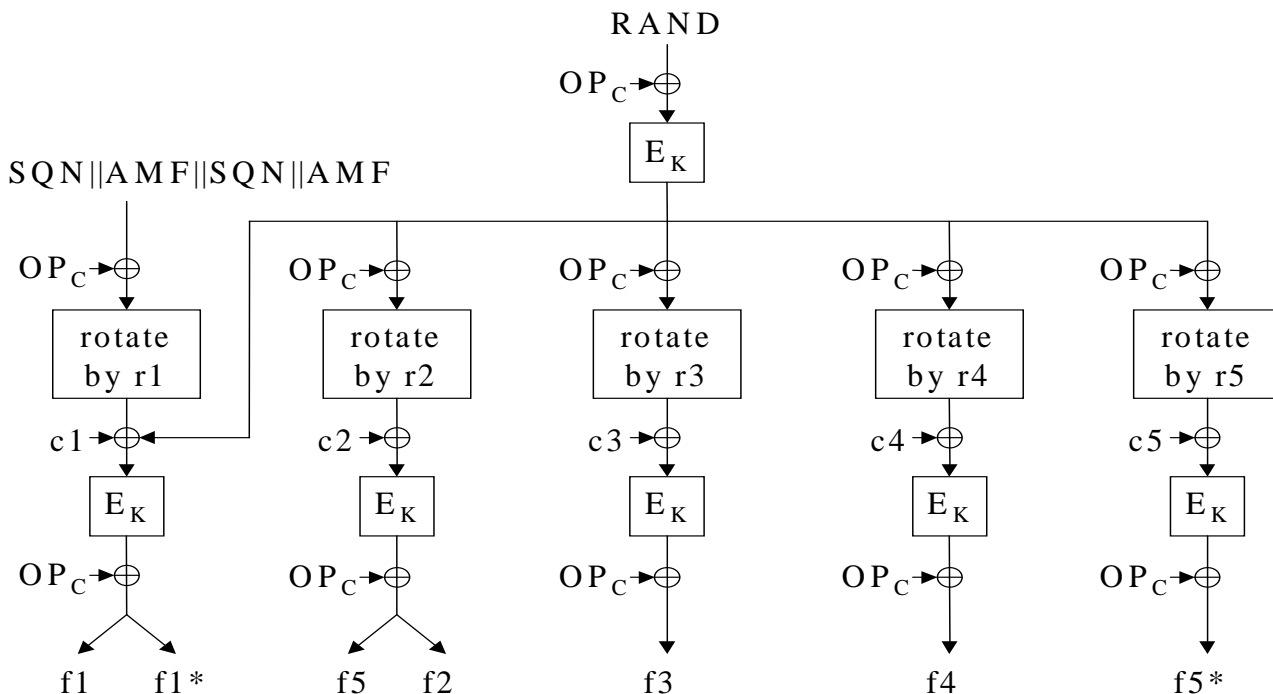 RAND
OPC
EK
SQN||AMF||SQN||AMF
OPC OPC OPC OPC OPC
rotate by r1
rotate by r2
rotate by r3
rotate by r4
rotate by r5
c1 c2 c3 c4 c5
EK EK EK EK EK
OPC OPC OPC OPC OPC
f1 f1* f5 f2 f3 f4 f5*